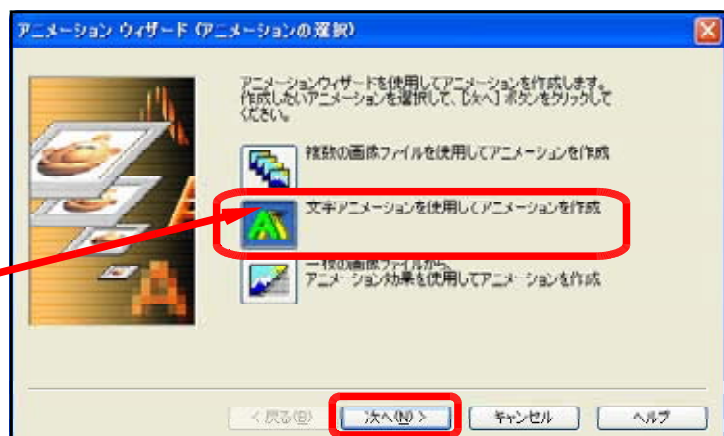 アニメーション ウィザード (アニメーションの選択)
アニメーションウィザードを使用してアニメーションを作成します。
作成したいアニメーションを選択して、[次へ] ボタンをクリックして
ください。
複数の画像ファイルを使用してアニメーションを作成
文字アニメーションを使用してアニメーションを作成
一枚の画像ファイルから、
アニメーション効果を使用してアニメーションを作成
< 戻る(B)
次へ(N) >
キャンセル
ヘルプ